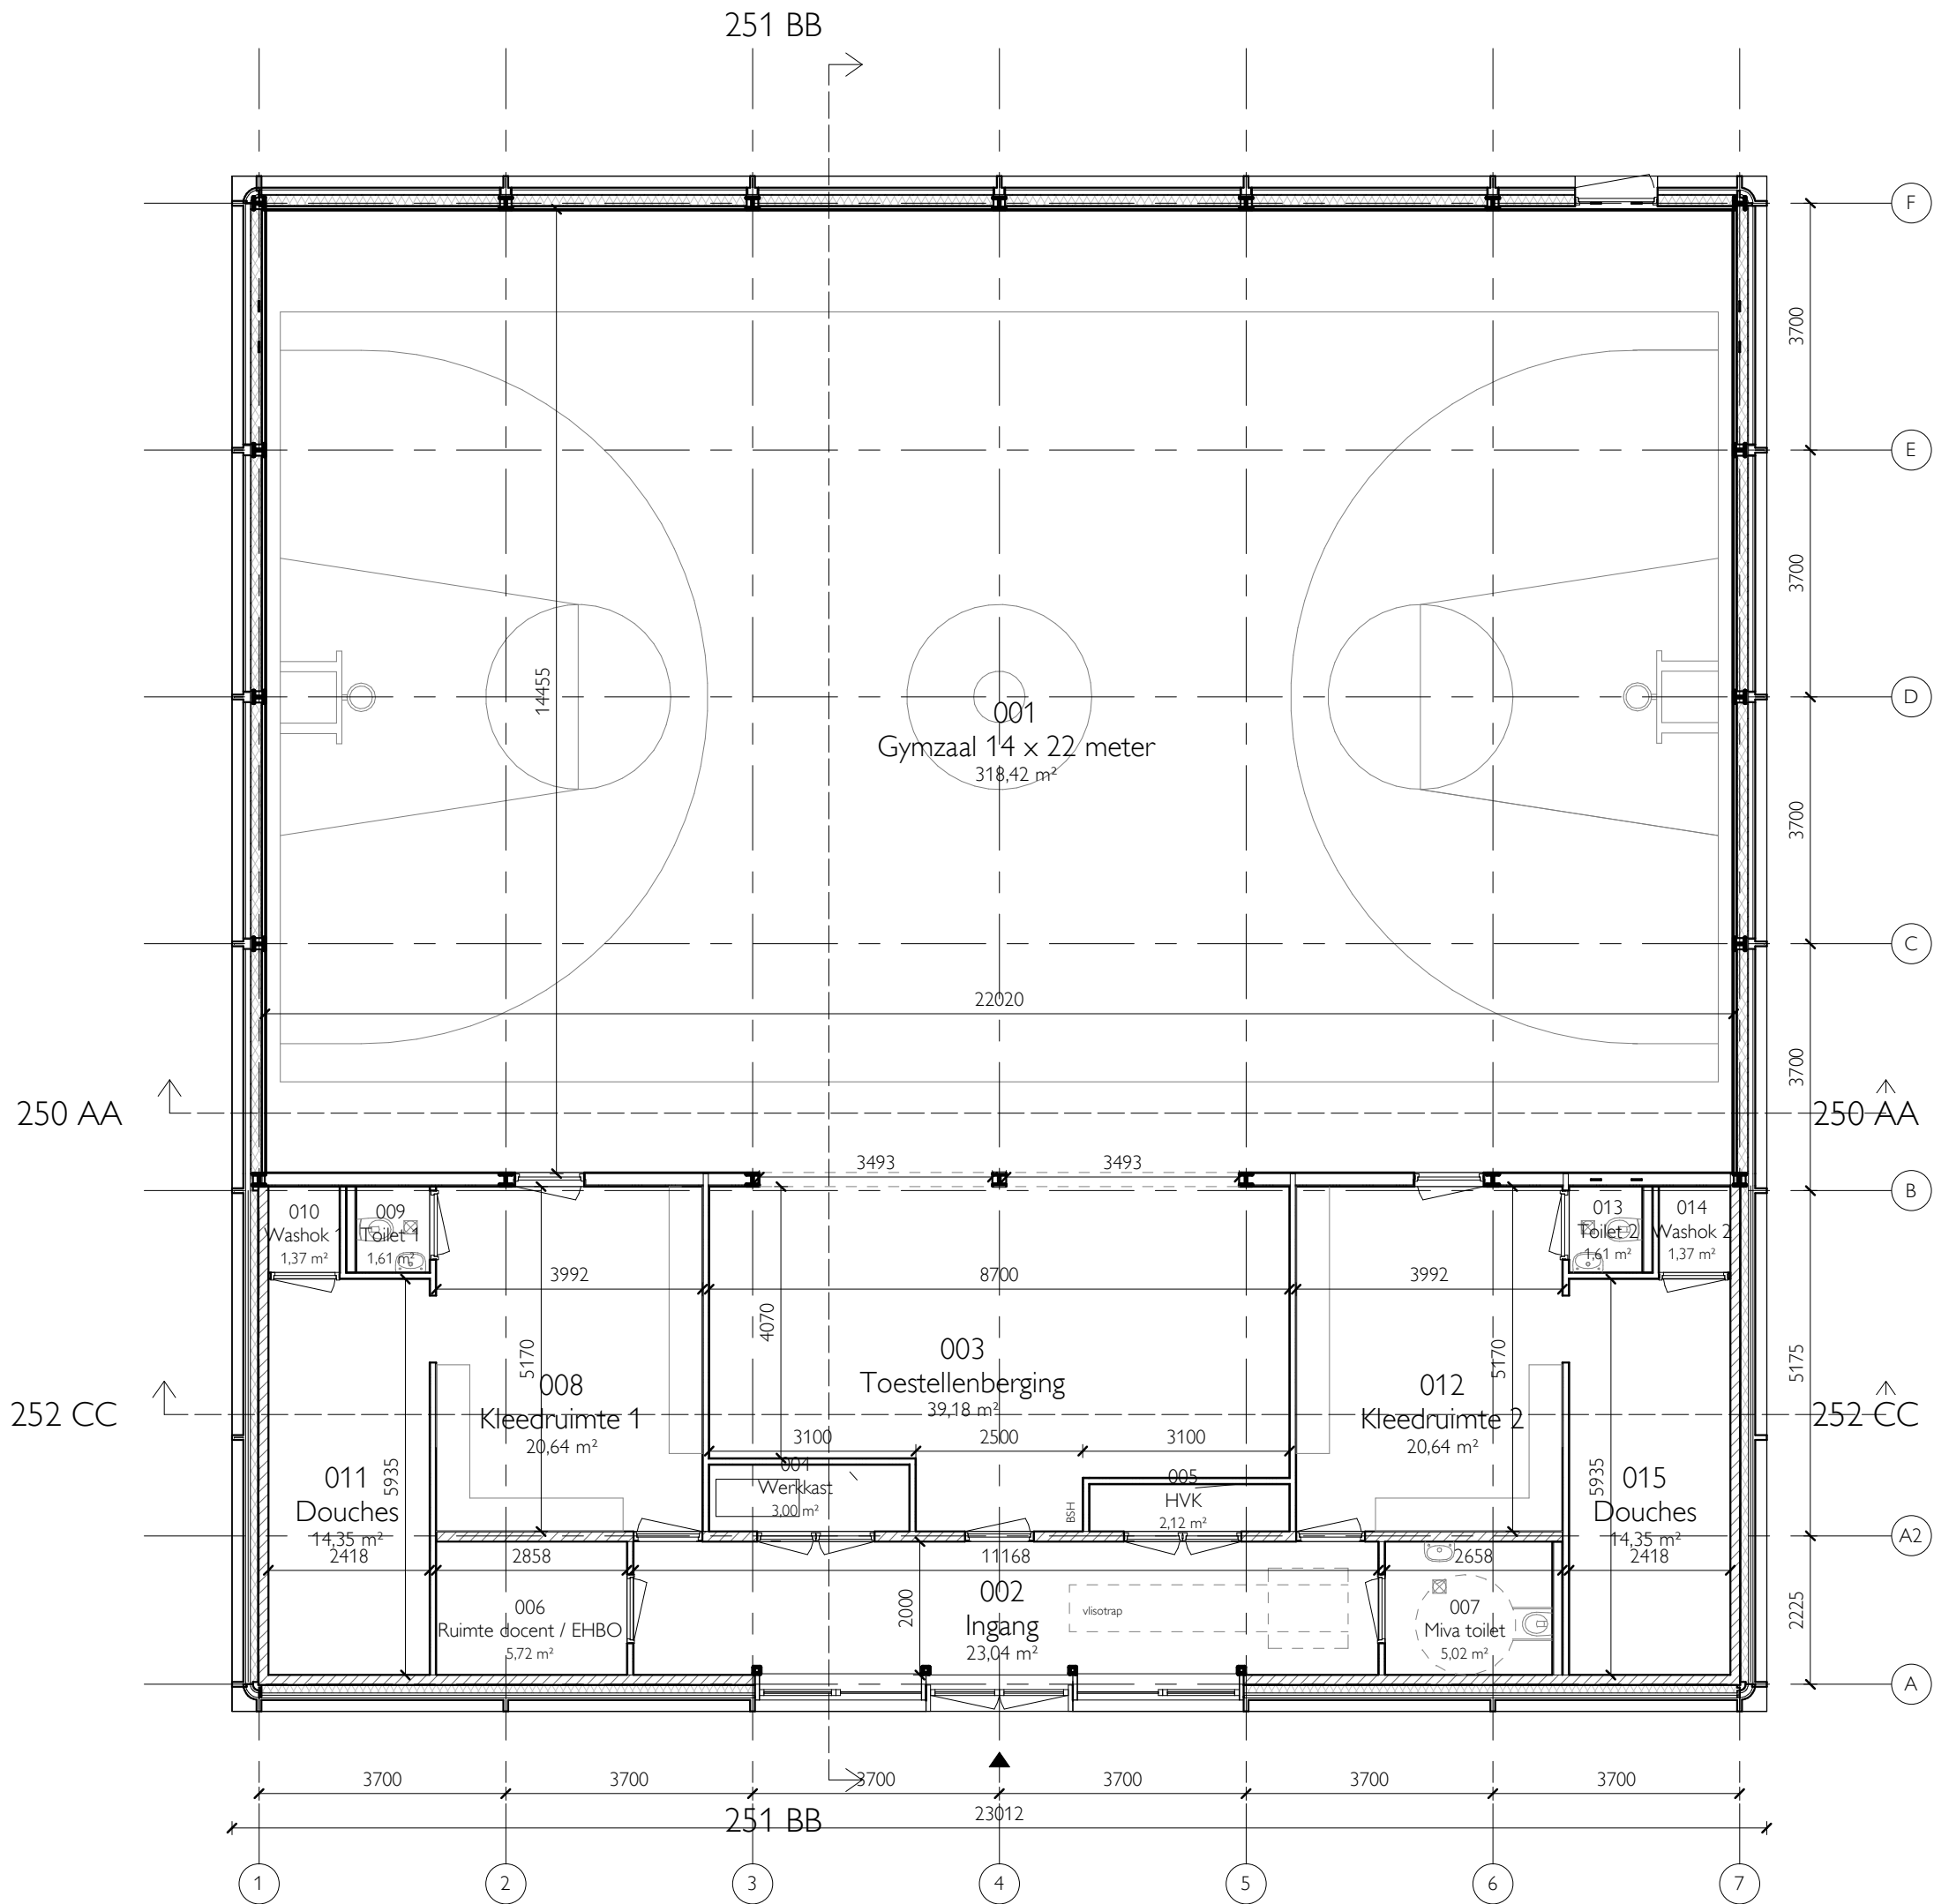 251 BB
F
3700
E
3700
14455
D
001
Gymzaal 14 x 22 meter
318,42 m²
3700
C
22020
3700
250 AA
250 AA
3493
3493
B
010
Washok 1
1,37 m²
009
Toilet 1
1,61 m²
013
Toilet 2
1,61 m²
014
Washok 2
1,37 m²
3992
8700
3992
4070
5170
5170
5175
003
Toestellenberging
39,18 m²
008
Kleedruimte 1
20,64 m²
012
Kleedruimte 2
20,64 m²
252 CC
252 CC
3100
2500
3100
004
Werkkast
3,00 m²
005
HVK
2,12 m²
BSH
5935
5935
011
Douches
14,35 m²
015
Douches
14,35 m²
A2
2418
2858
11168
2658
2418
006
Ruimte docent / EHBO
5,72 m²
2000
002
Ingang
23,04 m²
vlisotrap
007
Miva toilet
5,02 m²
2225
A
3700
3700
3700
3700
3700
3700
251 BB
23012
1
2
3
4
5
6
7